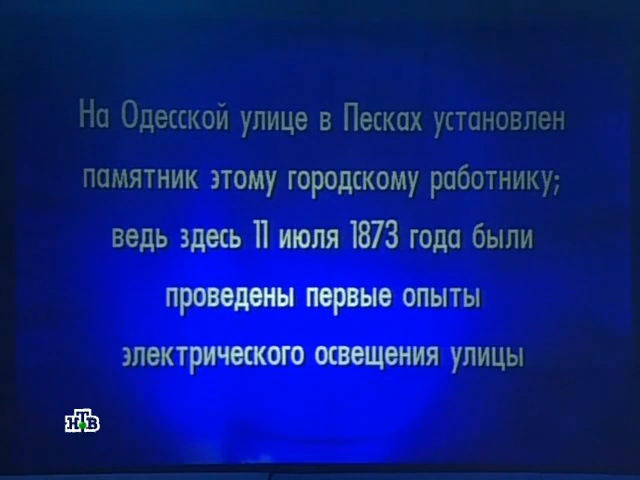 На Одесской улице в Песках установлен
памятник этому городскому работнику;
ведь здесь 11 июля 1873 года были
проведены первые опыты
электрического освещения улицы
НТВ